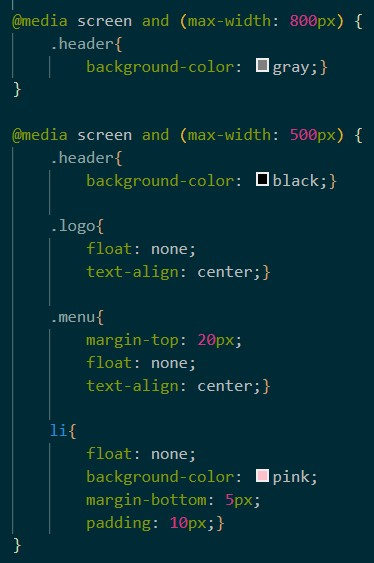 @media screen and (max-width: 800px) {
    .header{
        background-color: gray;}
}

@media screen and (max-width: 500px) {
    .header{
        background-color: black;}

    .logo{
        float: none;
        text-align: center;}

    .menu{
        margin-top: 20px;
        float: none;
        text-align: center;}

    li{
        float: none;
        background-color: pink;
        margin-bottom: 5px;
        padding: 10px;}
}